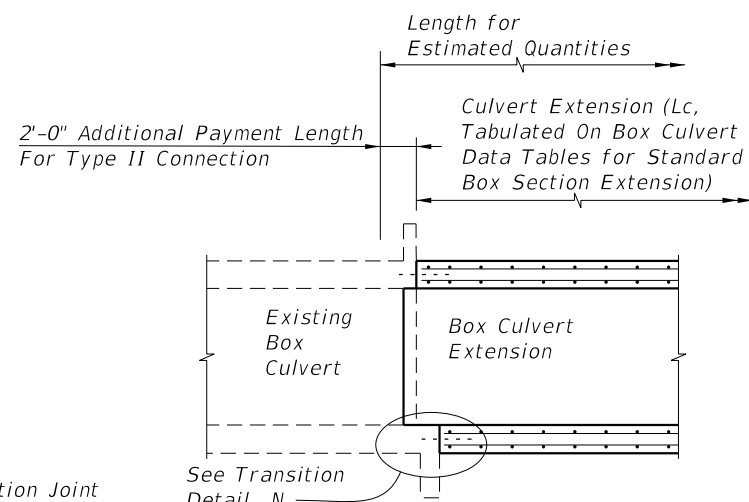 Length for
Estimated Quantities
Culvert Extension (Lc,
Tabulated On Box Culvert
Data Tables for Standard
Box Section Extension)
2'-0" Additional Payment Length
For Type II Connection
Existing
Box
Culvert
Box Culvert
Extension
See Transition
Detail N
tion Joint